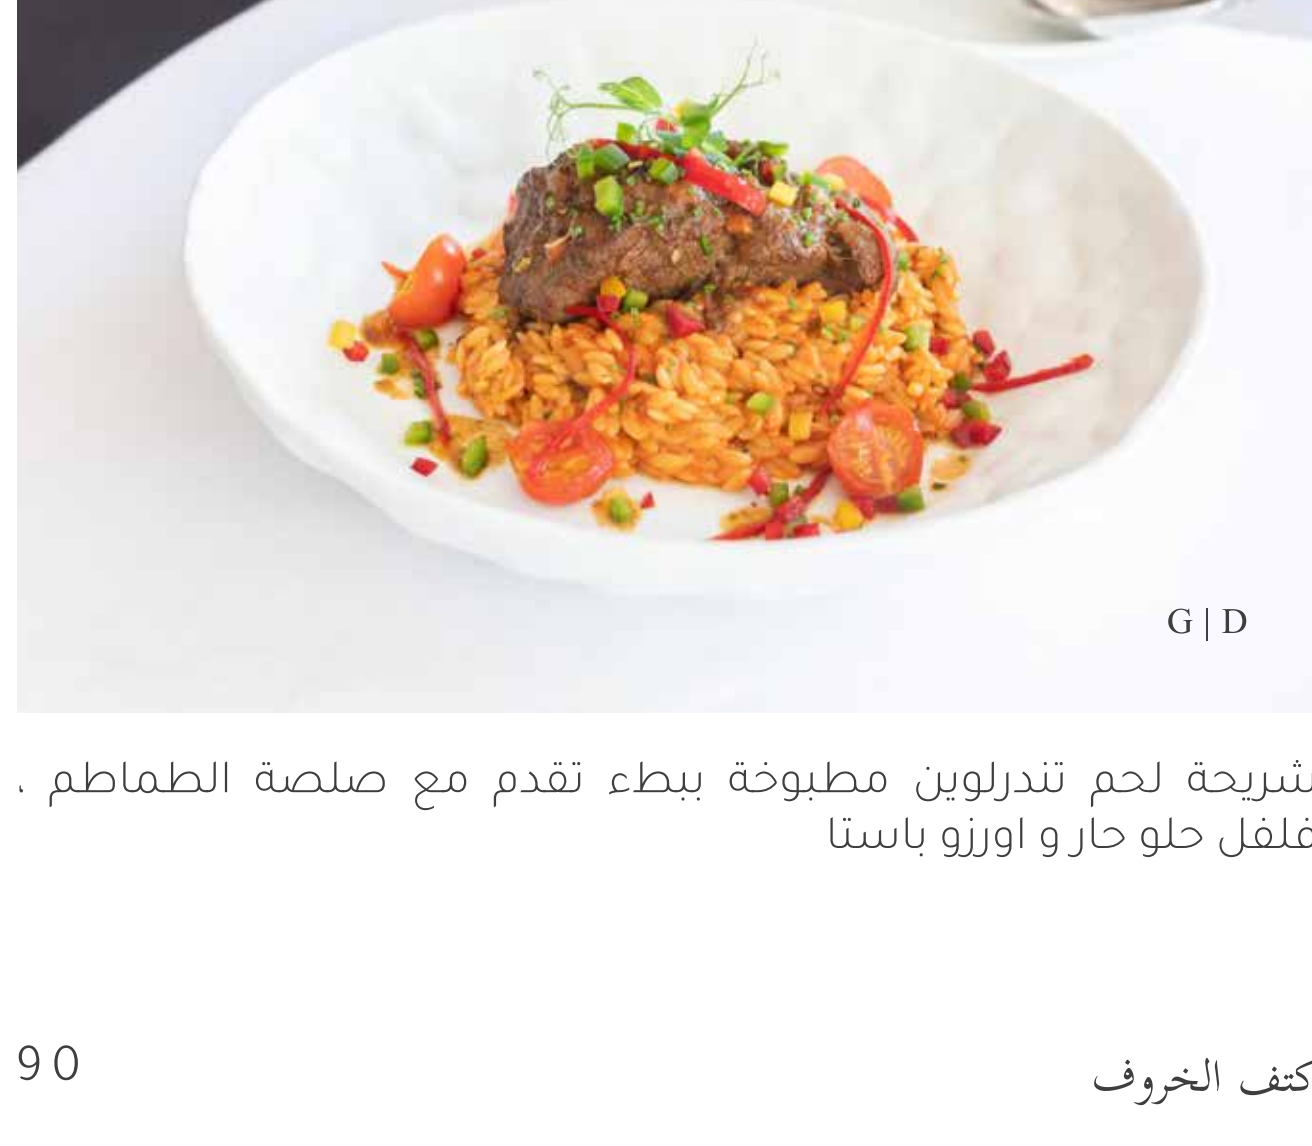 G | D
شريحة لحم تندرلوين مطبوخة ببطء تقدم مع صلصة الطماطم ،
فلفل حلو حار و اورزو باستا
كتف الخروف 90